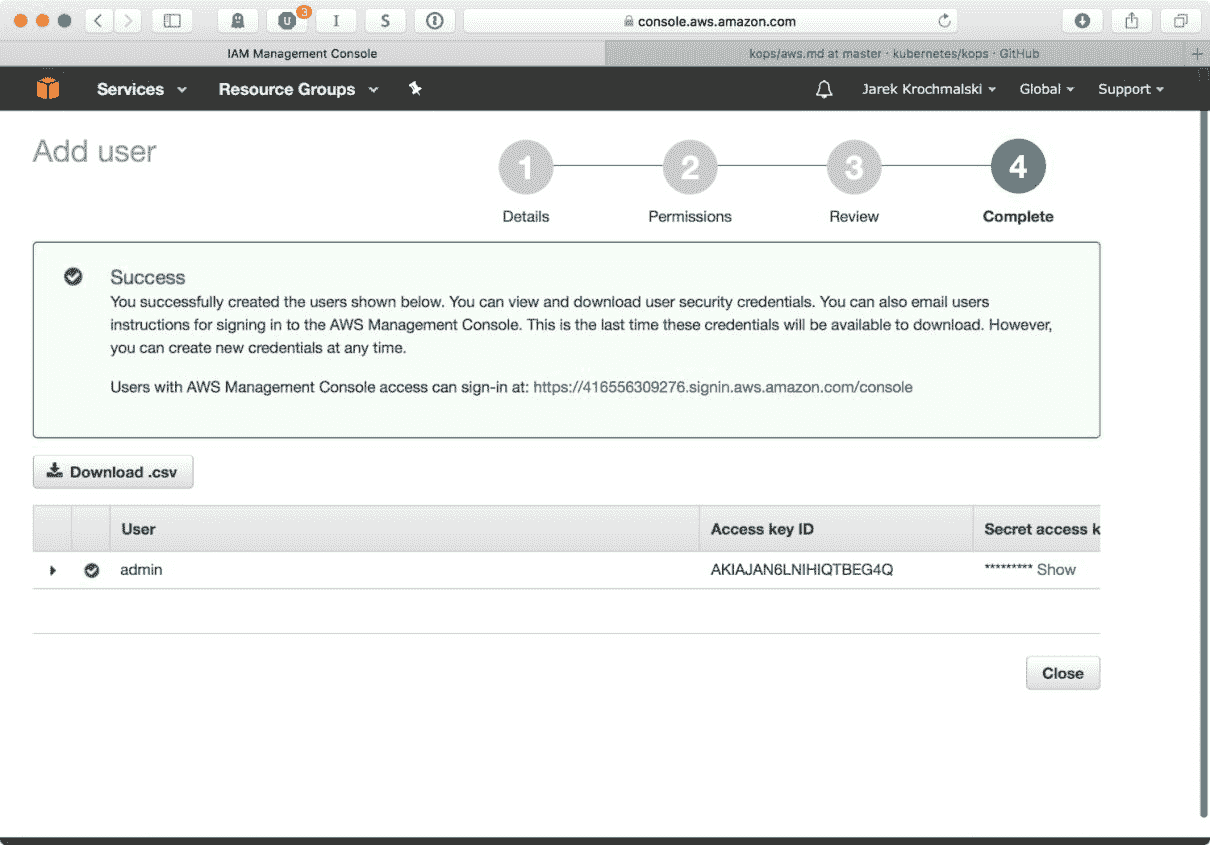 U
3
I
S
console.aws.amazon.com
IAM Management Console
kops/aws.md at master · kubernetes/kops · GitHub
Services
Resource Groups
Jarek Krochmalski
Global
Support
Add user
1
2
3
4
Details
Permissions
Review
Complete
Success
You successfully created the users shown below. You can view and download user security credentials. You can also email users
instructions for signing in to the AWS Management Console. This is the last time these credentials will be available to download. However,
you can create new credentials at any time.
Users with AWS Management Console access can sign-in at: https://416556309276.signin.aws.amazon.com/console
Download .csv
User
Access key ID
Secret access k
admin
AKIAJAN6LNIHIQTBEG4Q
********* Show
Close